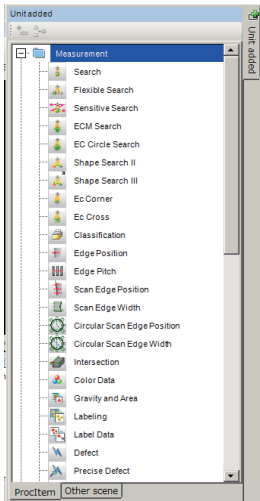 Unitadded
Unit added
Measurement
Search
Flexible Search
Sensitive Search
ECM Search
EC Circle Search
Shape Search II
Shape Search III
Ec Corner
Ec Cross
Classification
Edge Position
Edge Pitch
Scan Edge Position
Scan Edge Width
Circular Scan Edge Position
Circular Scan Edge Width
Intersection
Color Data
Gravity and Area
Labeling
Label Data
Defect
Precise Defect
ProcItem
Other scene